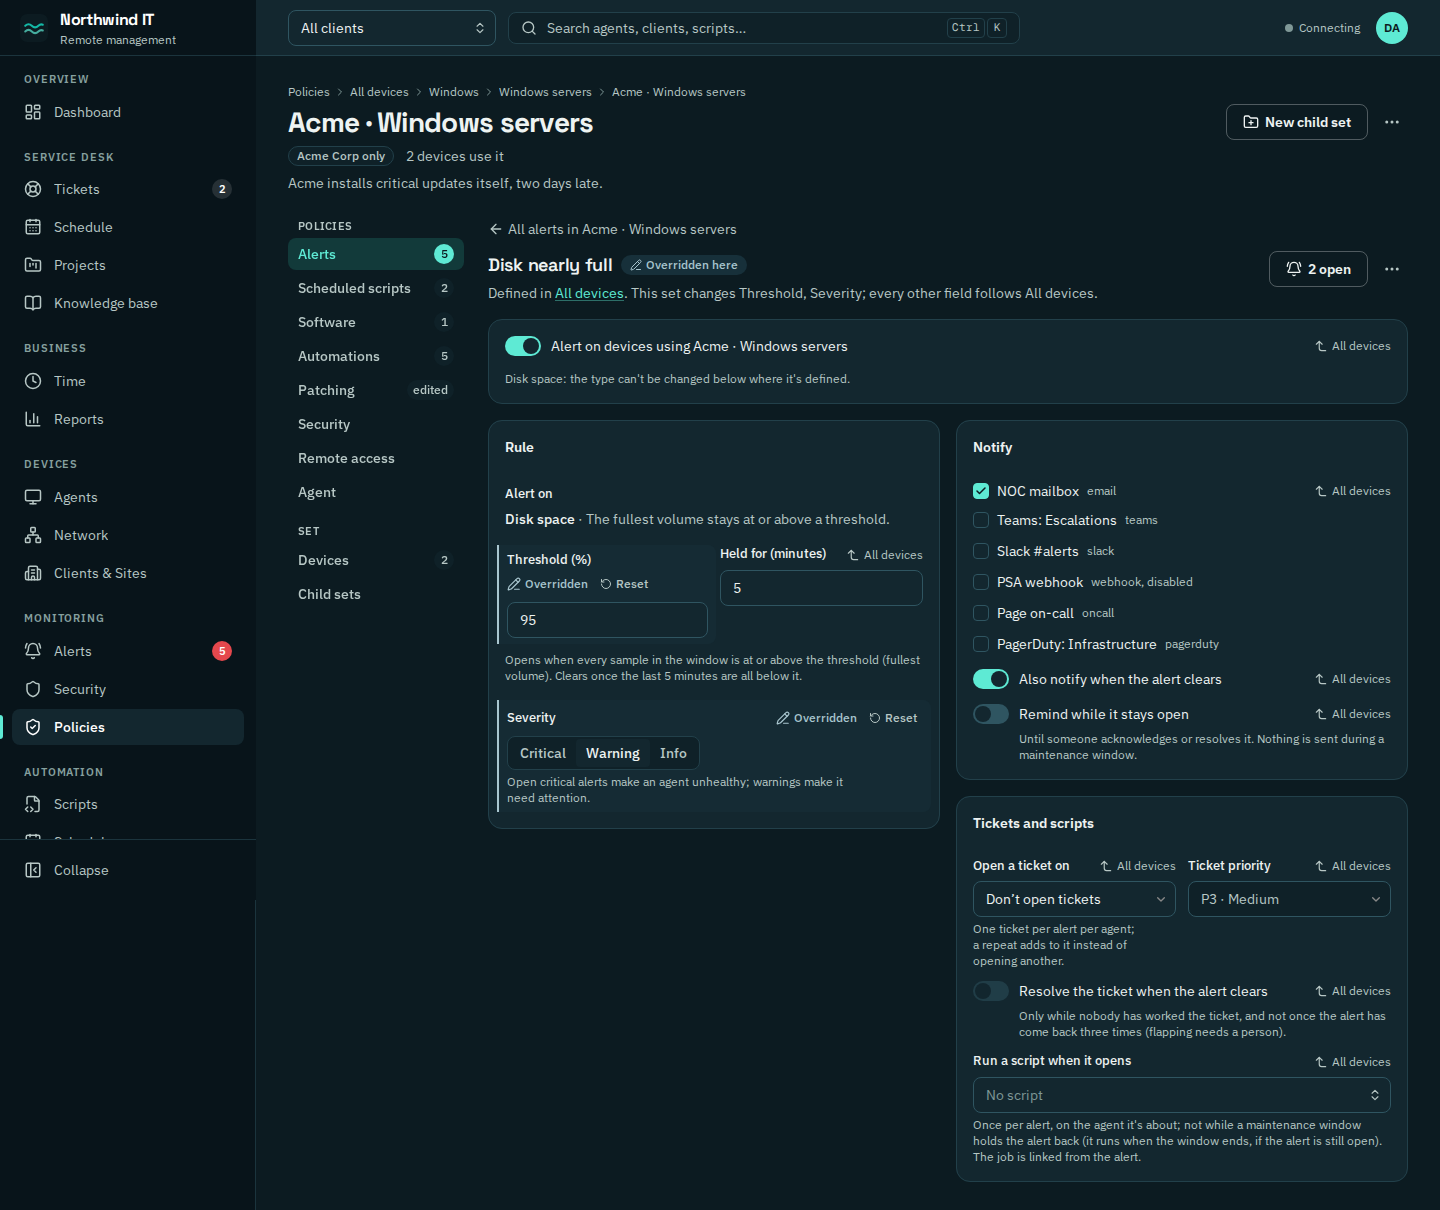 Northwind IT
Remote management
All clients
Search agents, clients, scripts...
Ctrl K
Connecting
DA
OVERVIEW
Dashboard
SERVICE DESK
Tickets 2
Schedule
Projects
Knowledge base
BUSINESS
Time
Reports
DEVICES
Agents
Network
Clients & Sites
MONITORING
Alerts 5
Security
Policies
AUTOMATION
Scripts
Collapse
Policies > All devices > Windows > Windows servers > Acme · Windows servers
Acme · Windows servers
New child set
Acme Corp only 2 devices use it
Acme installs critical updates itself, two days late.
POLICIES
Alerts 5
Scheduled scripts 2
Software 1
Automations 5
Patching edited
Security
Remote access
Agent
SET
Devices 2
Child sets
All alerts in Acme · Windows servers
Disk nearly full Overridden here
2 open
Defined in All devices. This set changes Threshold, Severity; every other field follows All devices.
Alert on devices using Acme · Windows servers All devices
Disk space: the type can't be changed below where it's defined.
Rule
Alert on
Disk space · The fullest volume stays at or above a threshold.
Threshold (%)
Overridden Reset
95
Held for (minutes) All devices
5
Opens when every sample in the window is at or above the threshold (fullest
volume). Clears once the last 5 minutes are all below it.
Severity Overridden Reset
Critical Warning Info
Open critical alerts make an agent unhealthy; warnings make it
need attention.
Notify
NOC mailbox email All devices
Teams: Escalations teams
Slack #alerts slack
PSA webhook webhook, disabled
Page on-call oncall
PagerDuty: Infrastructure pagerduty
Also notify when the alert clears All devices
Remind while it stays open All devices
Until someone acknowledges or resolves it. Nothing is sent during a
maintenance window.
Tickets and scripts
Open a ticket on All devices
Don't open tickets
One ticket per alert per agent;
a repeat adds to it instead of
opening another.
Ticket priority All devices
P3 · Medium
Resolve the ticket when the alert clears All devices
Only while nobody has worked the ticket, and not once the alert has
come back three times (flapping needs a person).
Run a script when it opens All devices
No script
Once per alert, on the agent it's about; not while a maintenance window
holds the alert back (it runs when the window ends, if the alert is still open).
The job is linked from the alert.